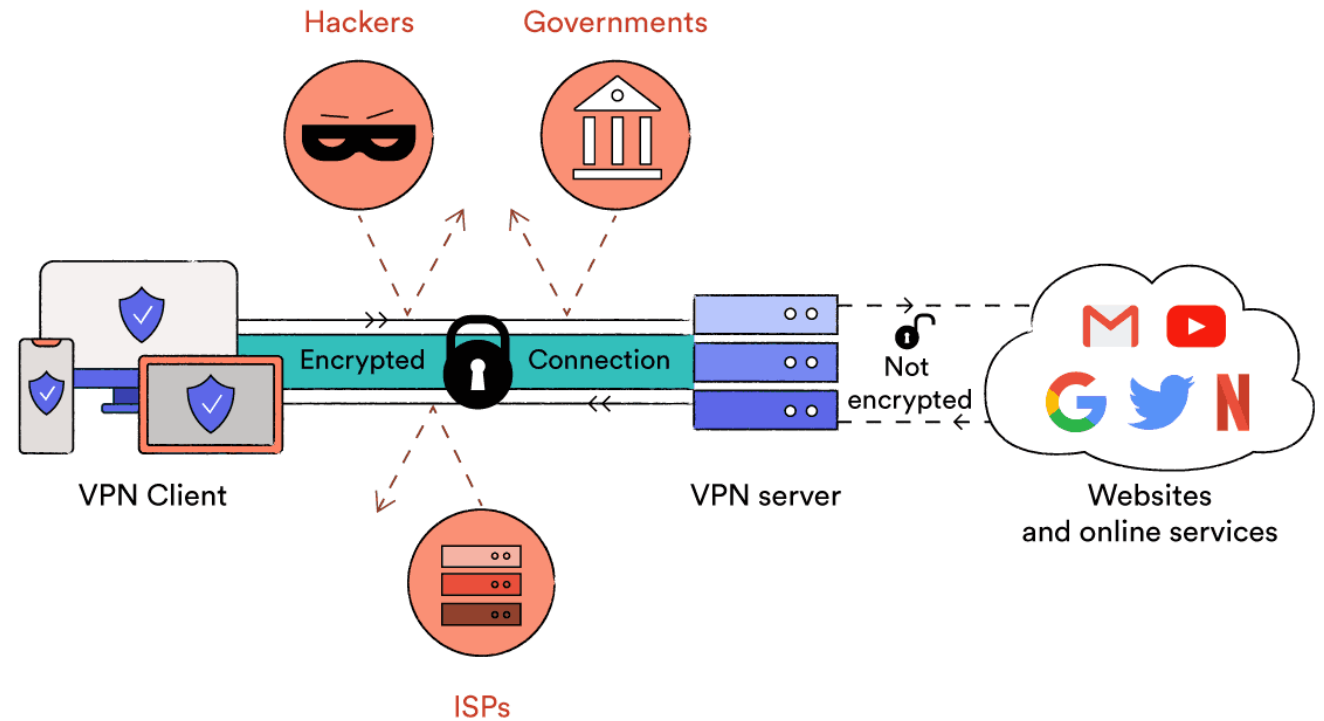 Hackers
Governments
Encrypted
Connection
Not
encrypted
VPN Client
VPN server
Websites
and online services
ISPs